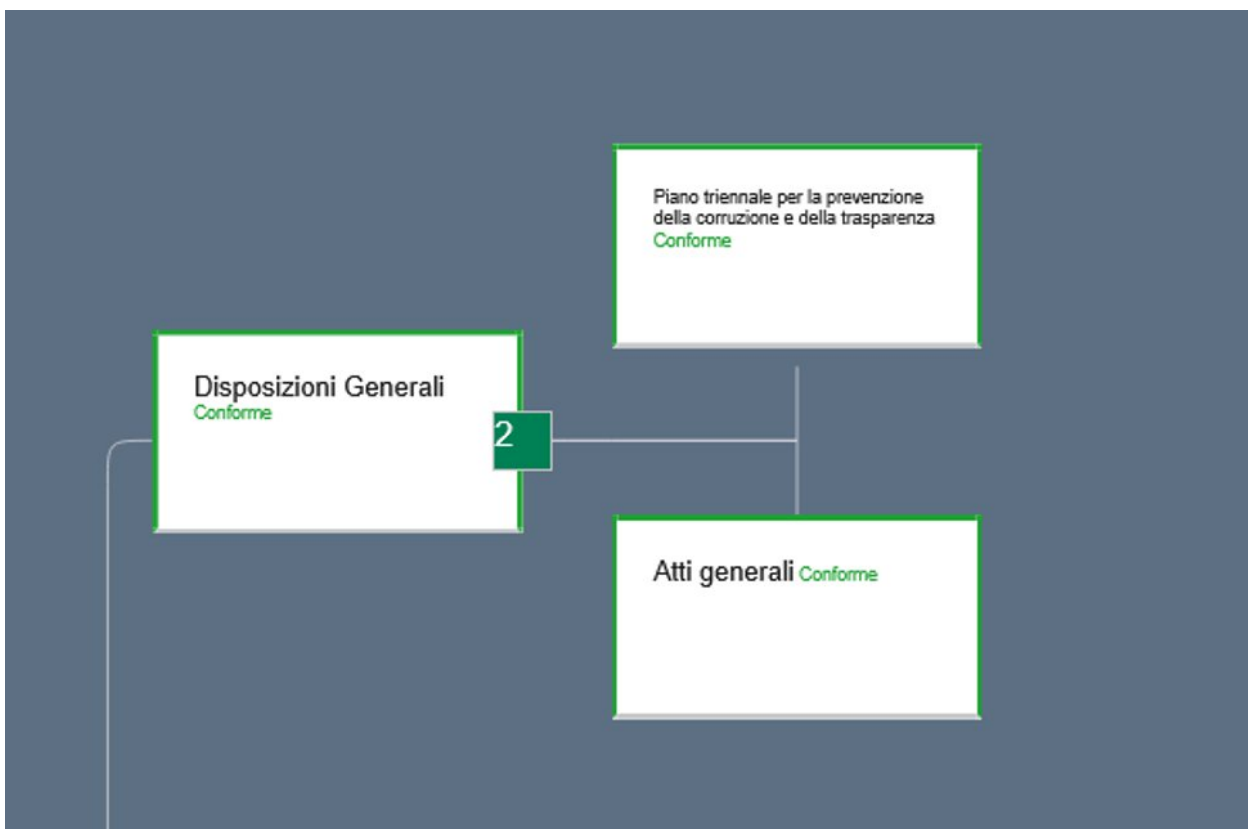 Piano triennale per la prevenzione
della corruzione e della trasparenza
Conforme
Disposizioni Generali
Conforme
2
Atti generali Conforme